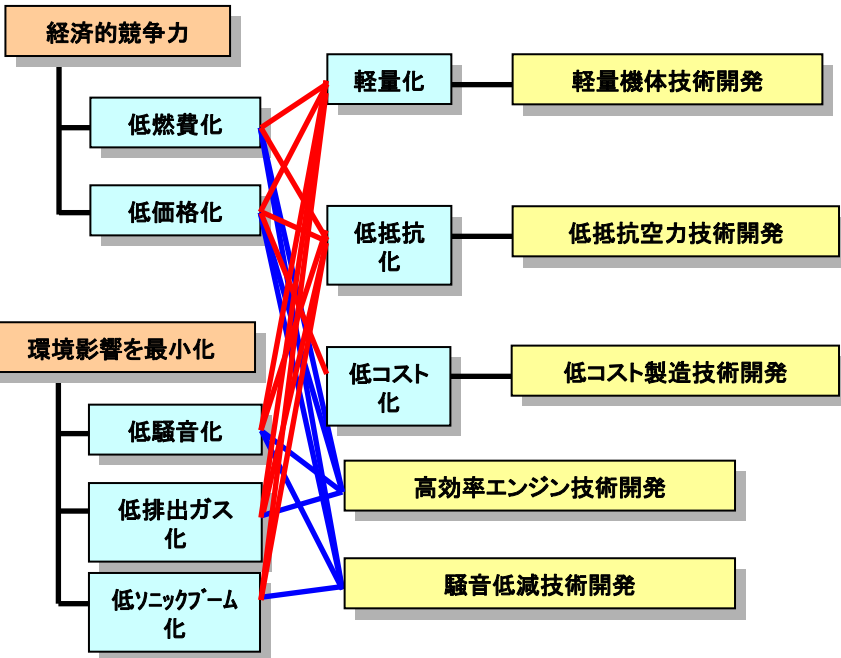 経済的競争力
低燃費化
低価格化
環境影響を最小化
低騒音化
低排出ガス
化
低ｿﾆｯｸﾌﾞｰﾑ
化
軽量化
低抵抗
化
低コスト
化
軽量機体技術開発
低抵抗空力技術開発
低コスト製造技術開発
高効率エンジン技術開発
騒音低減技術開発